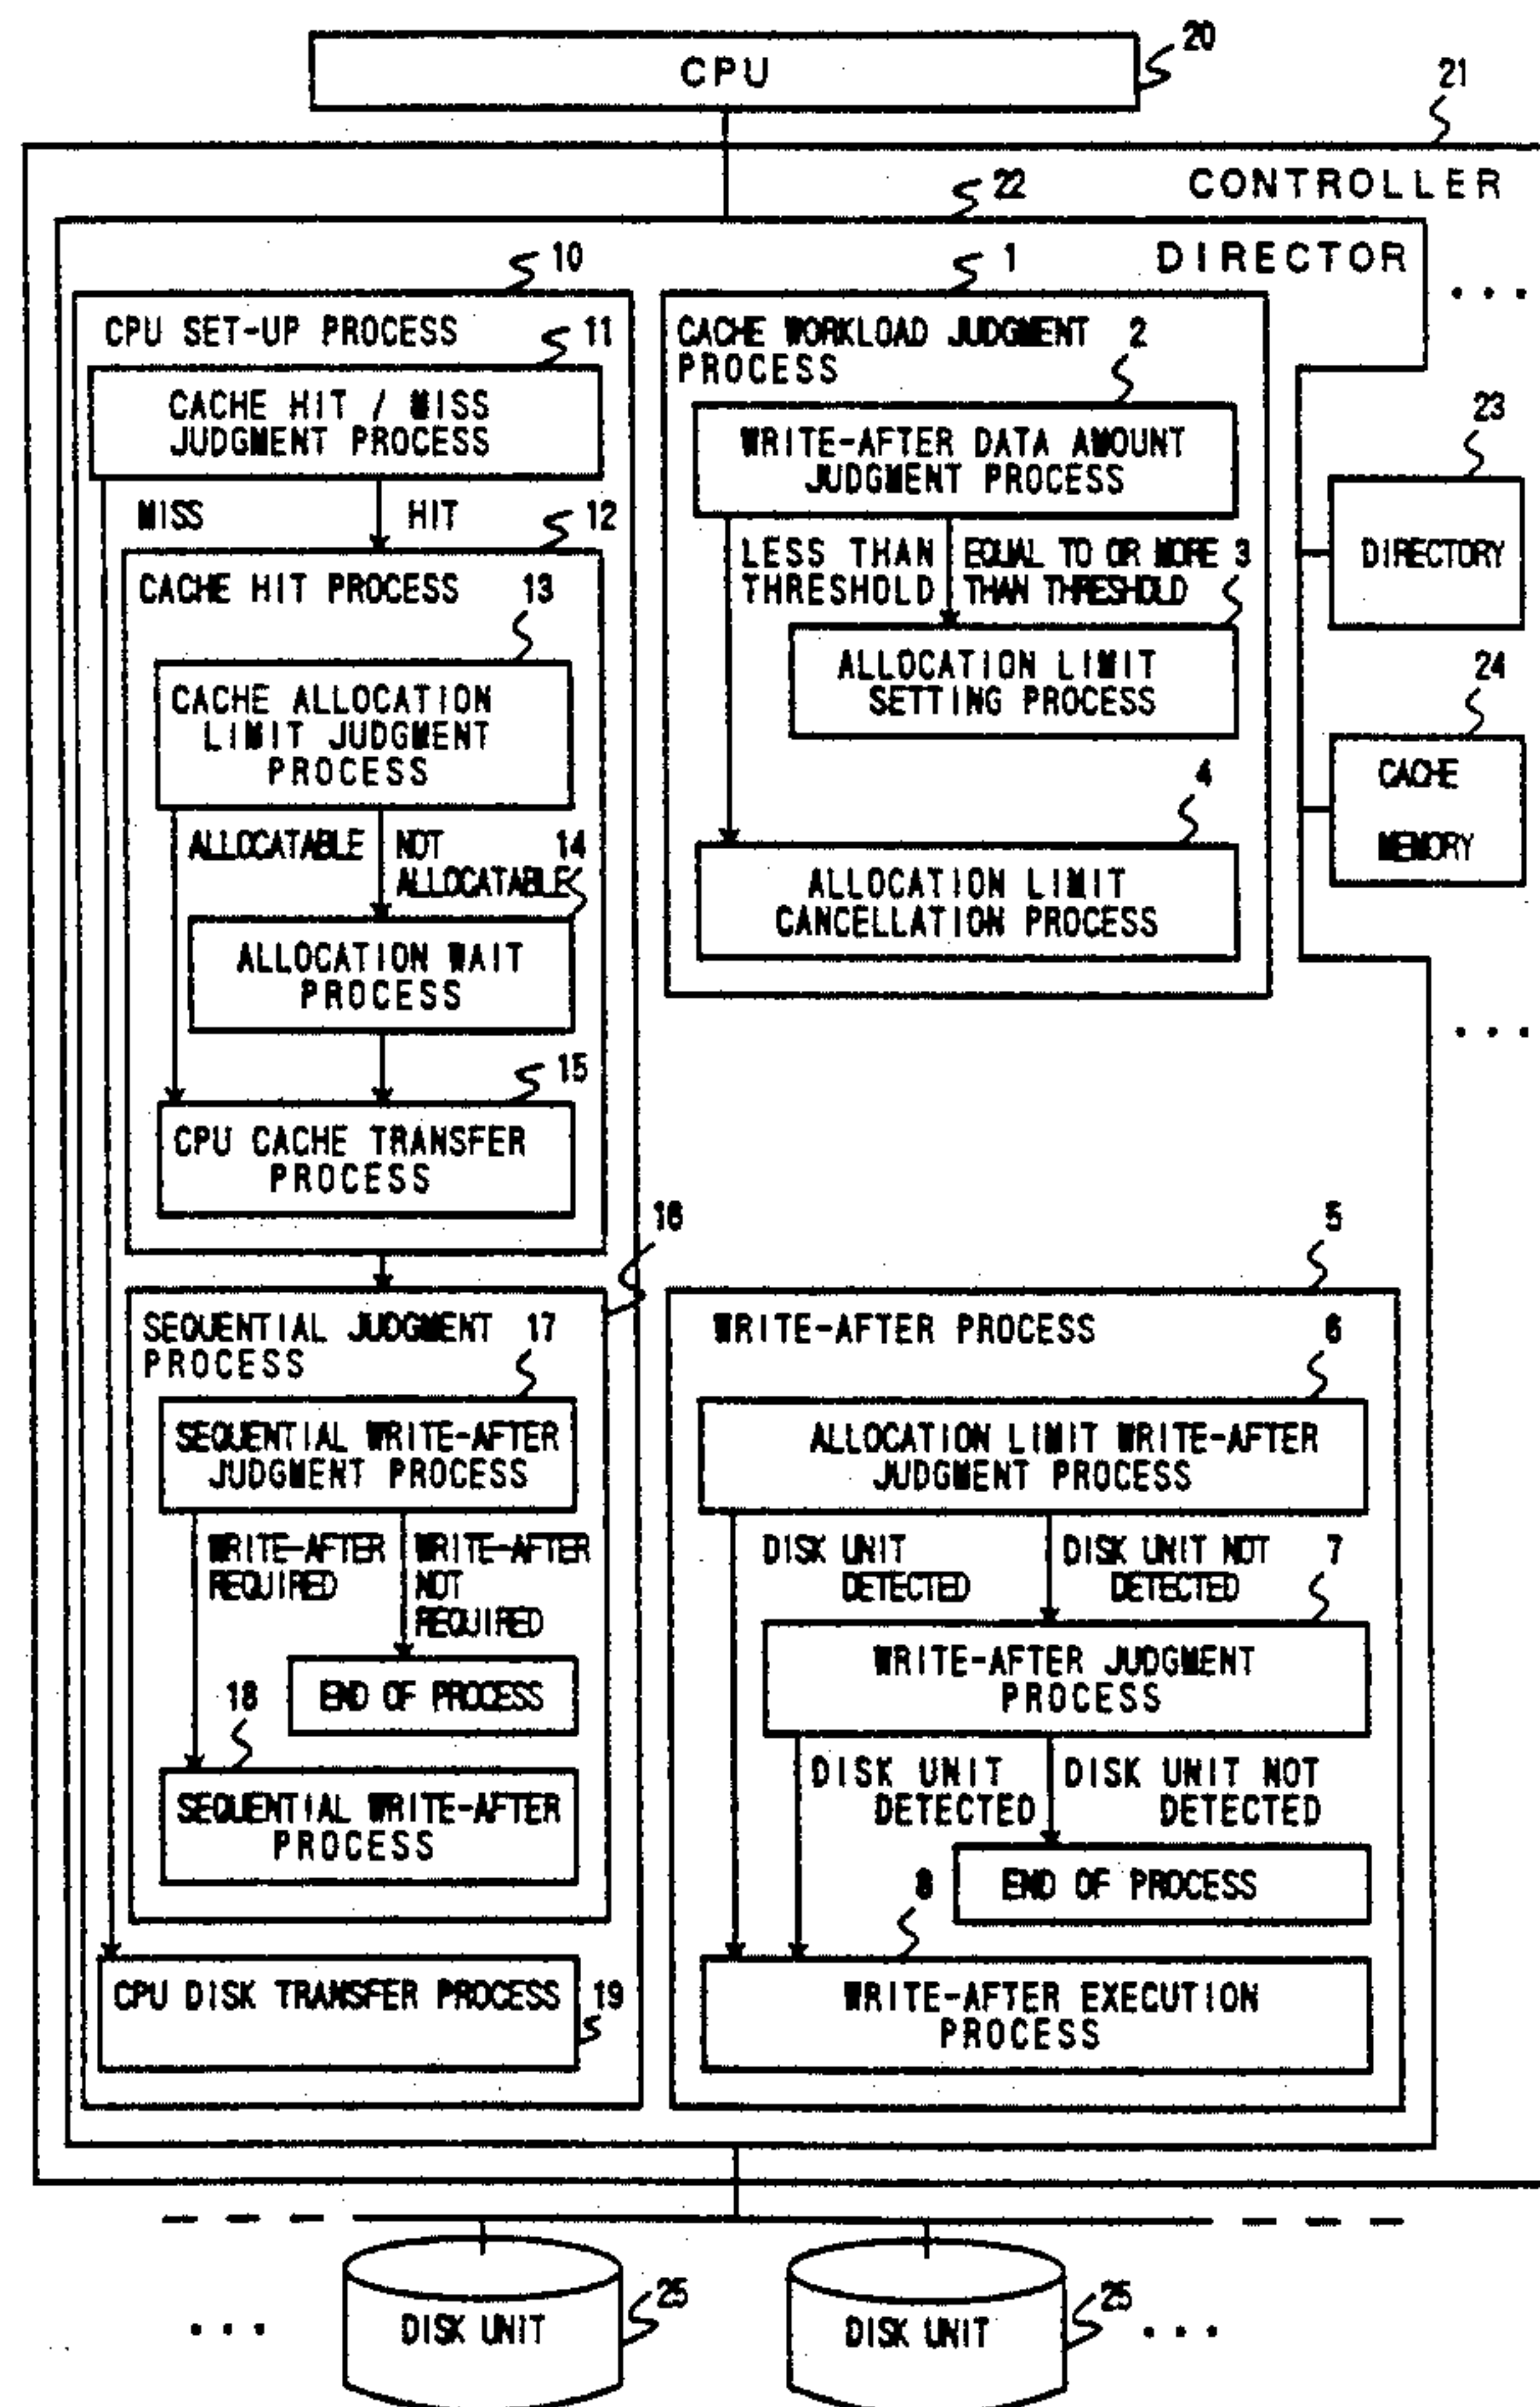 CPU
20
21
CONTROLLER
22
DIRECTOR
10
CPU SET-UP PROCESS
11
CACHE HIT / MISS
JUDGMENT PROCESS
MISS
HIT
12
CACHE HIT PROCESS
13
CACHE ALLOCATION
LIMIT JUDGMENT
PROCESS
ALLOCATABLE
NOT
ALLOCATABLE
14
ALLOCATION WAIT
PROCESS
15
CPU CACHE TRANSFER
PROCESS
16
SEQUENTIAL JUDGMENT
PROCESS
17
SEQUENTIAL WRITE-AFTER
JUDGMENT PROCESS
WRITE-AFTER
REQUIRED
WRITE-AFTER
NOT
REQUIRED
END OF PROCESS
18
SEQUENTIAL WRITE-AFTER
PROCESS
CPU DISK TRANSFER PROCESS
19
1
CACHE WORKLOAD JUDGMENT
PROCESS
2
WRITE-AFTER DATA AMOUNT
JUDGMENT PROCESS
LESS THAN
THRESHOLD
EQUAL TO OR MORE
THAN THRESHOLD
3
ALLOCATION LIMIT
SETTING PROCESS
4
ALLOCATION LIMIT
CANCELLATION PROCESS
5
WRITE-AFTER PROCESS
6
ALLOCATION LIMIT WRITE-AFTER
JUDGMENT PROCESS
DISK UNIT
DETECTED
DISK UNIT NOT
DETECTED
7
WRITE-AFTER JUDGMENT
PROCESS
DISK UNIT
DETECTED
DISK UNIT NOT
DETECTED
END OF PROCESS
8
WRITE-AFTER EXECUTION
PROCESS
...
23
DIRECTORY
24
CACHE
MEMORY
...
...
DISK UNIT
25
DISK UNIT
25
...